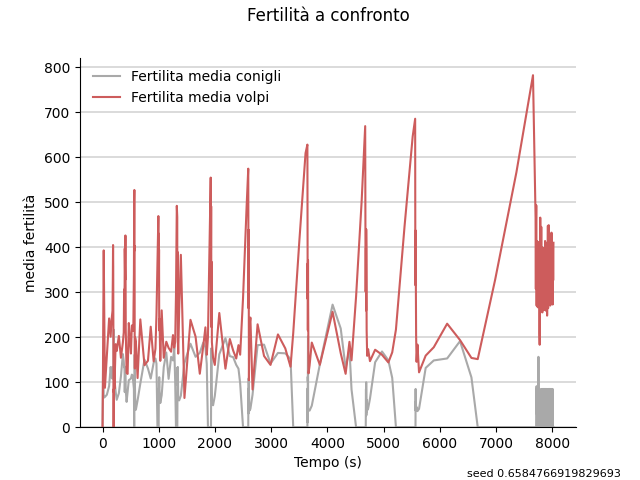 Fertilità a confronto
Fertilita media conigli
Fertilita media volpi
media fertilità
800
700
600
500
400
300
200
100
0
0 1000 2000 3000 4000 5000 6000 7000 8000
Tempo (s)
seed 0.6584766919829693